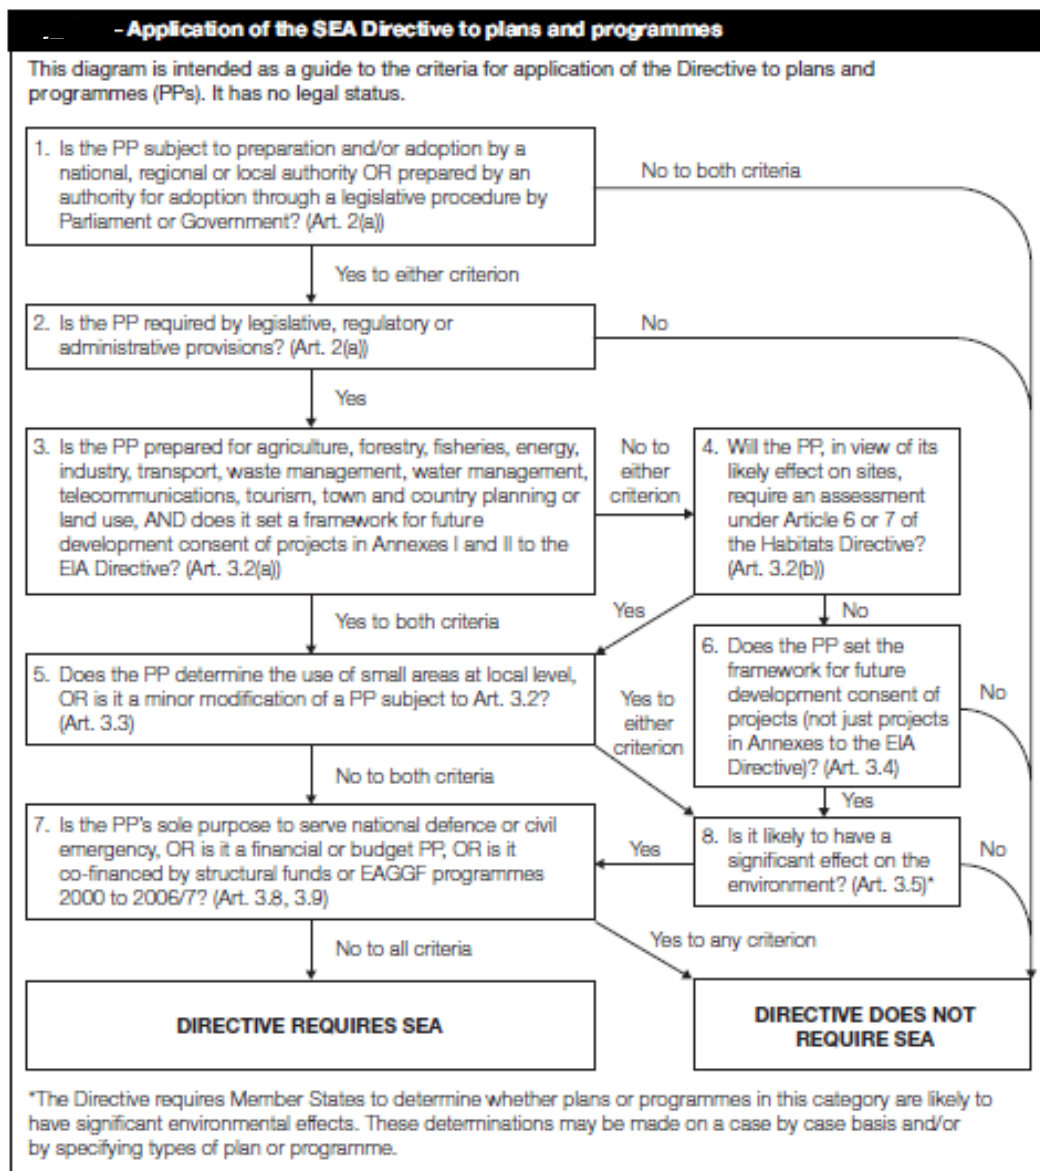 - Application of the SEA Directive to plans and programmes
This diagram is intended as a guide to the criteria for application of the Directive to plans and
programmes (PPs). It has no legal status.
1. Is the PP subject to preparation and/or adoption by a
national, regional or local authority OR prepared by an
authority for adoption through a legislative procedure by
Parliament or Government? (Art. 2(a))
No to both criteria
Yes to either criterion
2. Is the PP required by legislative, regulatory or
administrative provisions? (Art. 2(a))
No
Yes
3. Is the PP prepared for agriculture, forestry, fisheries, energy,
industry, transport, waste management, water management,
telecommunications, tourism, town and country planning or
land use, AND does it set a framework for future
development consent of projects in Annexes I and II to the
EIA Directive? (Art. 3.2(a))
No to
either
criterion
4. Will the PP, in view of its
likely effect on sites,
require an assessment
under Article 6 or 7 of
the Habitats Directive?
(Art. 3.2(b))
Yes to both criteria
Yes
No
5. Does the PP determine the use of small areas at local level,
OR is it a minor modification of a PP subject to Art. 3.2?
(Art. 3.3)
Yes to
either
criterion
6. Does the PP set the
framework for future
development consent of
projects (not just projects
in Annexes to the EIA
Directive)? (Art. 3.4)
No
No to both criteria
Yes
7. Is the PP's sole purpose to serve national defence or civil
emergency, OR is it a financial or budget PP, OR is it
co-financed by structural funds or EAGGF programmes
2000 to 2006/7? (Art. 3.8, 3.9)
Yes
8. Is it likely to have a
significant effect on the
environment? (Art. 3.5)*
No
No to all criteria
Yes to any criterion
DIRECTIVE REQUIRES SEA
DIRECTIVE DOES NOT
REQUIRE SEA
*The Directive requires Member States to determine whether plans or programmes in this category are likely to
have significant environmental effects. These determinations may be made on a case by case basis and/or
by specifying types of plan or programme.